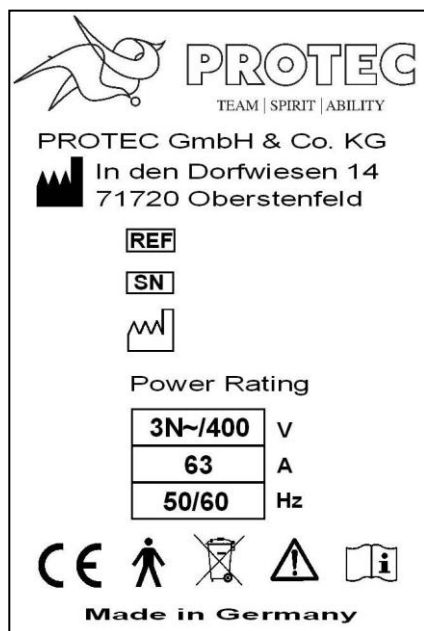 PROTEC
TEAM | SPIRIT | ABILITY
PROTEC GmbH & Co. KG
In den Dorfwiesen 14
71720 Oberstenfeld
REF
SN
Power Rating
3N~/400 V
63 A
50/60 Hz
CE i
Made in Germany